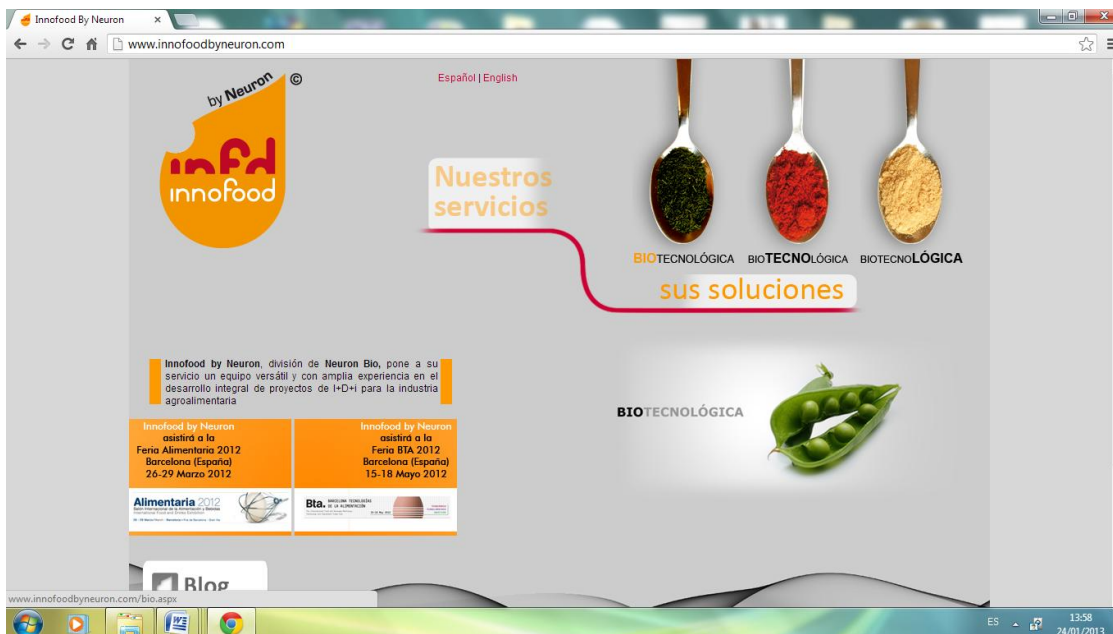 Innofood By Neuron
www.innofoodbyneuron.com
by Neuron ©
infd
innofood
Español | English
Nuestros
servicios
BIOTECNOLÓGICA BIOTECNOLÓGICA BIOTECNOLÓGICA
sus soluciones
Innofood by Neuron, división de Neuron Bio, pone a su
servicio un equipo versátil y con amplia experiencia en el
desarrollo integral de proyectos de I+D+i para la industria
agroalimentaria
BIOTECNOLÓGICA
Innofood by Neuron
asistirá a la
Feria Alimentaria 2012
Barcelona (España)
26-29 Marzo 2012
Innofood by Neuron
asistirá a la
Feria BTA 2012
Barcelona (España)
15-18 Mayo 2012
Alimentaria 2012
Bta.
BARCELONA TECNOLOGÍAS
DE LA ALIMENTACIÓN
Blog
www.innofoodbyneuron.com/bio.aspx
ES
13:58
24/01/2013